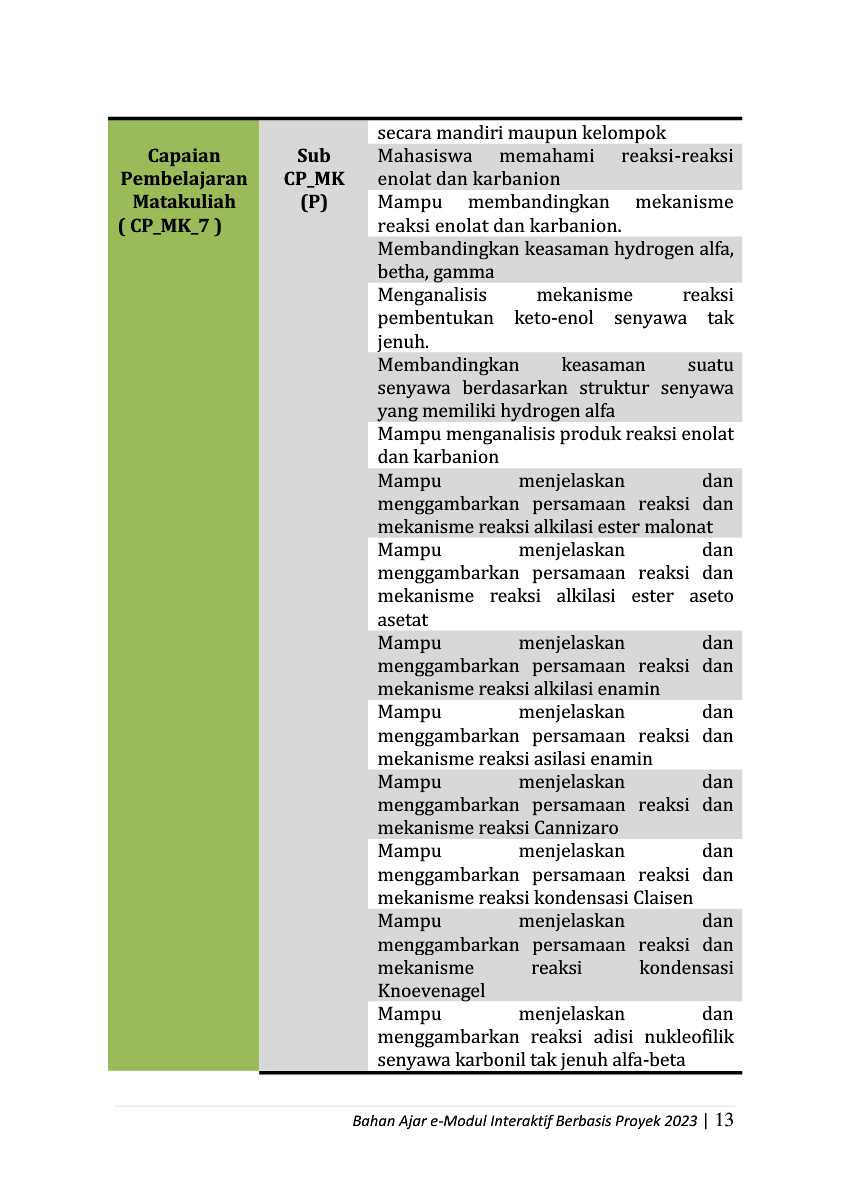 Capaian
Pembelajaran
Matakuliah
( CP_MK_7 )
Sub
CP_MK
(P)
secara mandiri maupun kelompok
Mahasiswa memahami reaksi-reaksi
enolat dan karbanion
Mampu membandingkan mekanisme
reaksi enolat dan karbanion.
Membandingkan keasaman hydrogen alfa,
betha, gamma
Menganalisis mekanisme reaksi
pembentukan keto-enol senyawa tak
jenuh.
Membandingkan keasaman suatu
senyawa berdasarkan struktur senyawa
yang memiliki hydrogen alfa
Mampu menganalisis produk reaksi enolat
dan karbanion
Mampu menjelaskan dan
menggambarkan persamaan reaksi dan
mekanisme reaksi alkilasi ester malonat
Mampu menjelaskan dan
menggambarkan persamaan reaksi dan
mekanisme reaksi alkilasi ester aseto
asetat
Mampu menjelaskan dan
menggambarkan persamaan reaksi dan
mekanisme reaksi alkilasi enamin
Mampu menjelaskan dan
menggambarkan persamaan reaksi dan
mekanisme reaksi asilasi enamin
Mampu menjelaskan dan
menggambarkan persamaan reaksi dan
mekanisme reaksi Cannizaro
Mampu menjelaskan dan
menggambarkan persamaan reaksi dan
mekanisme reaksi kondensasi Claisen
Mampu menjelaskan dan
menggambarkan persamaan reaksi dan
mekanisme reaksi kondensasi
Knoevenagel
Mampu menjelaskan dan
menggambarkan reaksi adisi nukleofilik
senyawa karbonil tak jenuh alfa-beta
Bahan Ajar e-Modul Interaktif Berbasis Proyek 2023 | 13